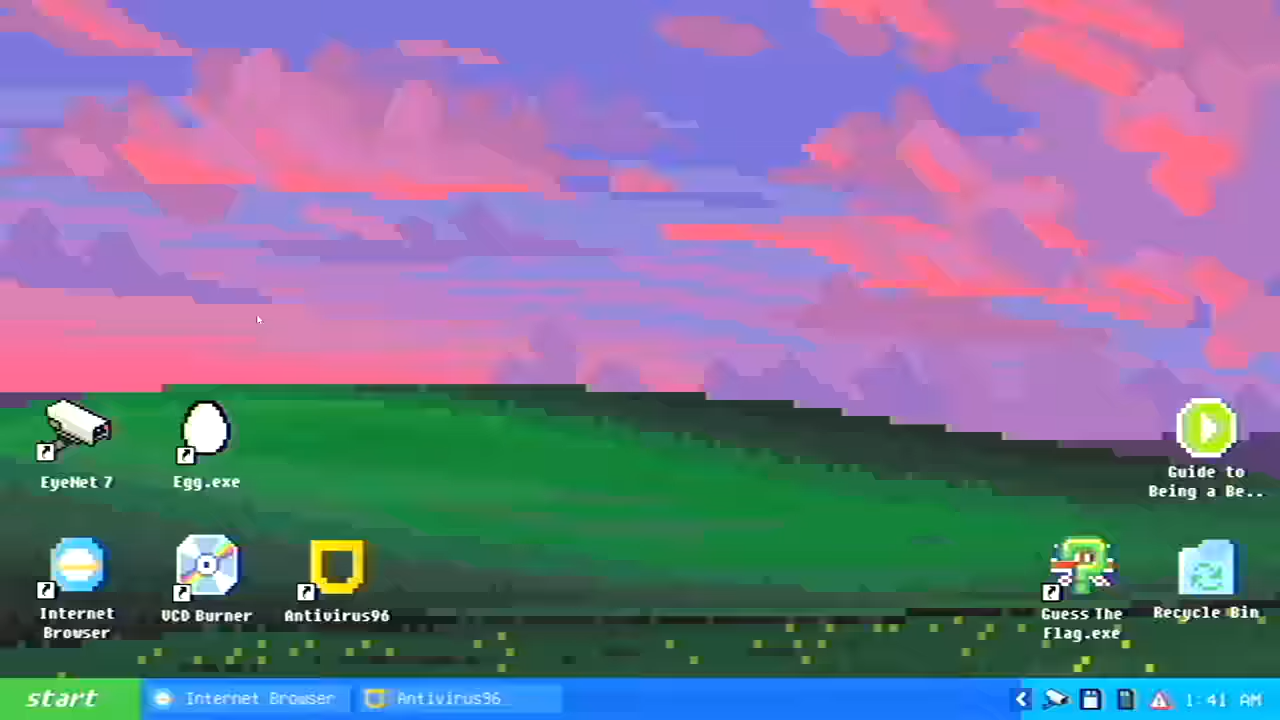 EyeNet 7
Egg.exe
Guide to
Being a Be..
Internet
Browser
VCD Burner
Antivirus96
Guess The
Flag.exe
Recycle Bin
start
Internet Browser
Antivirus96
1:41 AM